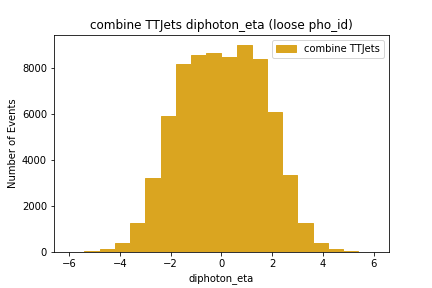 combine TTJets diphoton_eta (loose pho_id)
combine TTJets
Number of Events
8000
6000
4000
2000
0
−6 −4 −2 0 2 4 6
diphoton_eta